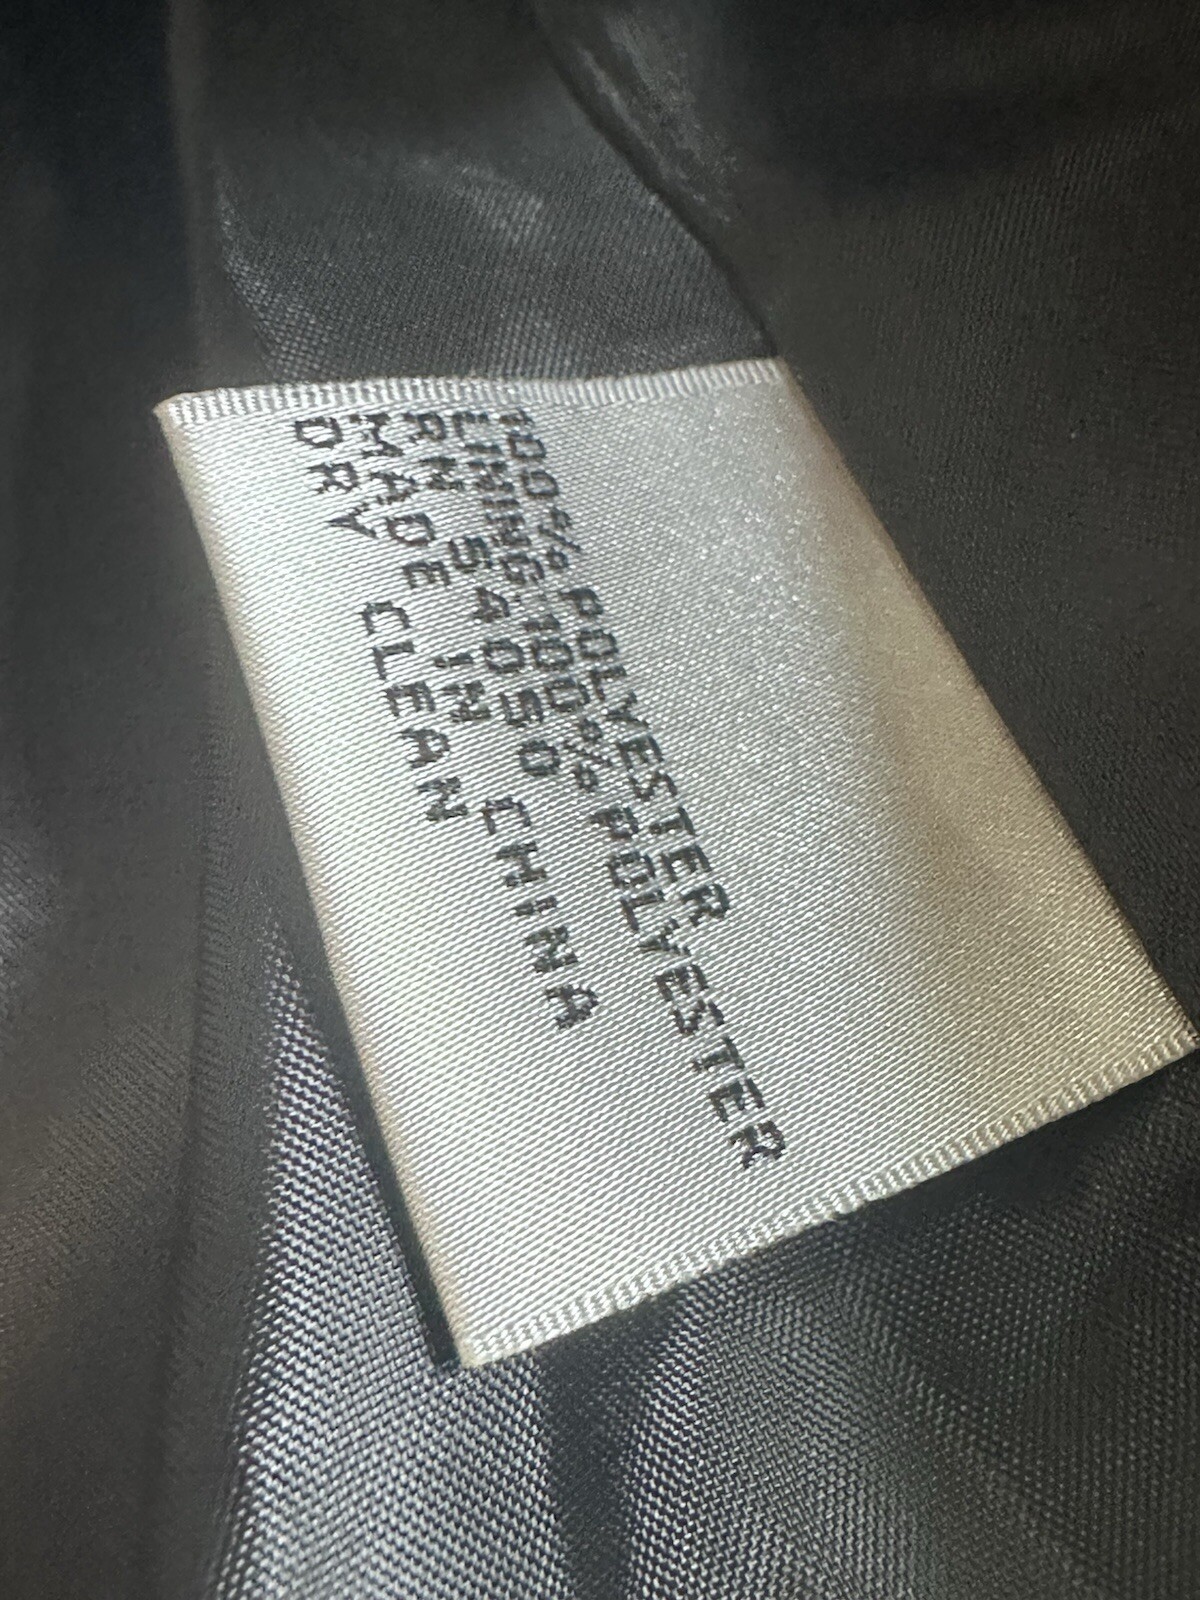 100% POLYESTER
LINING:100% POLYESTER
RN 54050
MADE IN CHINA
DRY CLEAN